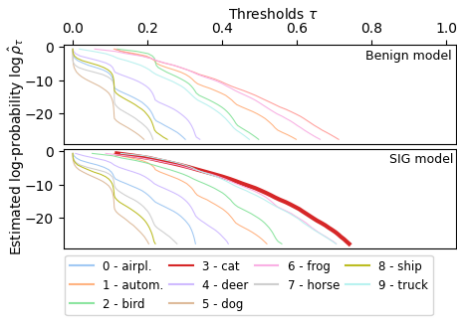 Thresholds τ
0.0 0.2 0.4 0.6 0.8 1.0
Estimated log-probability log ρ̂τ
0
−10
−20
Benign model
0
−10
−20
SIG model
0 - airpl. 3 - cat 6 - frog 8 - ship
1 - autom. 4 - deer 7 - horse 9 - truck
2 - bird 5 - dog